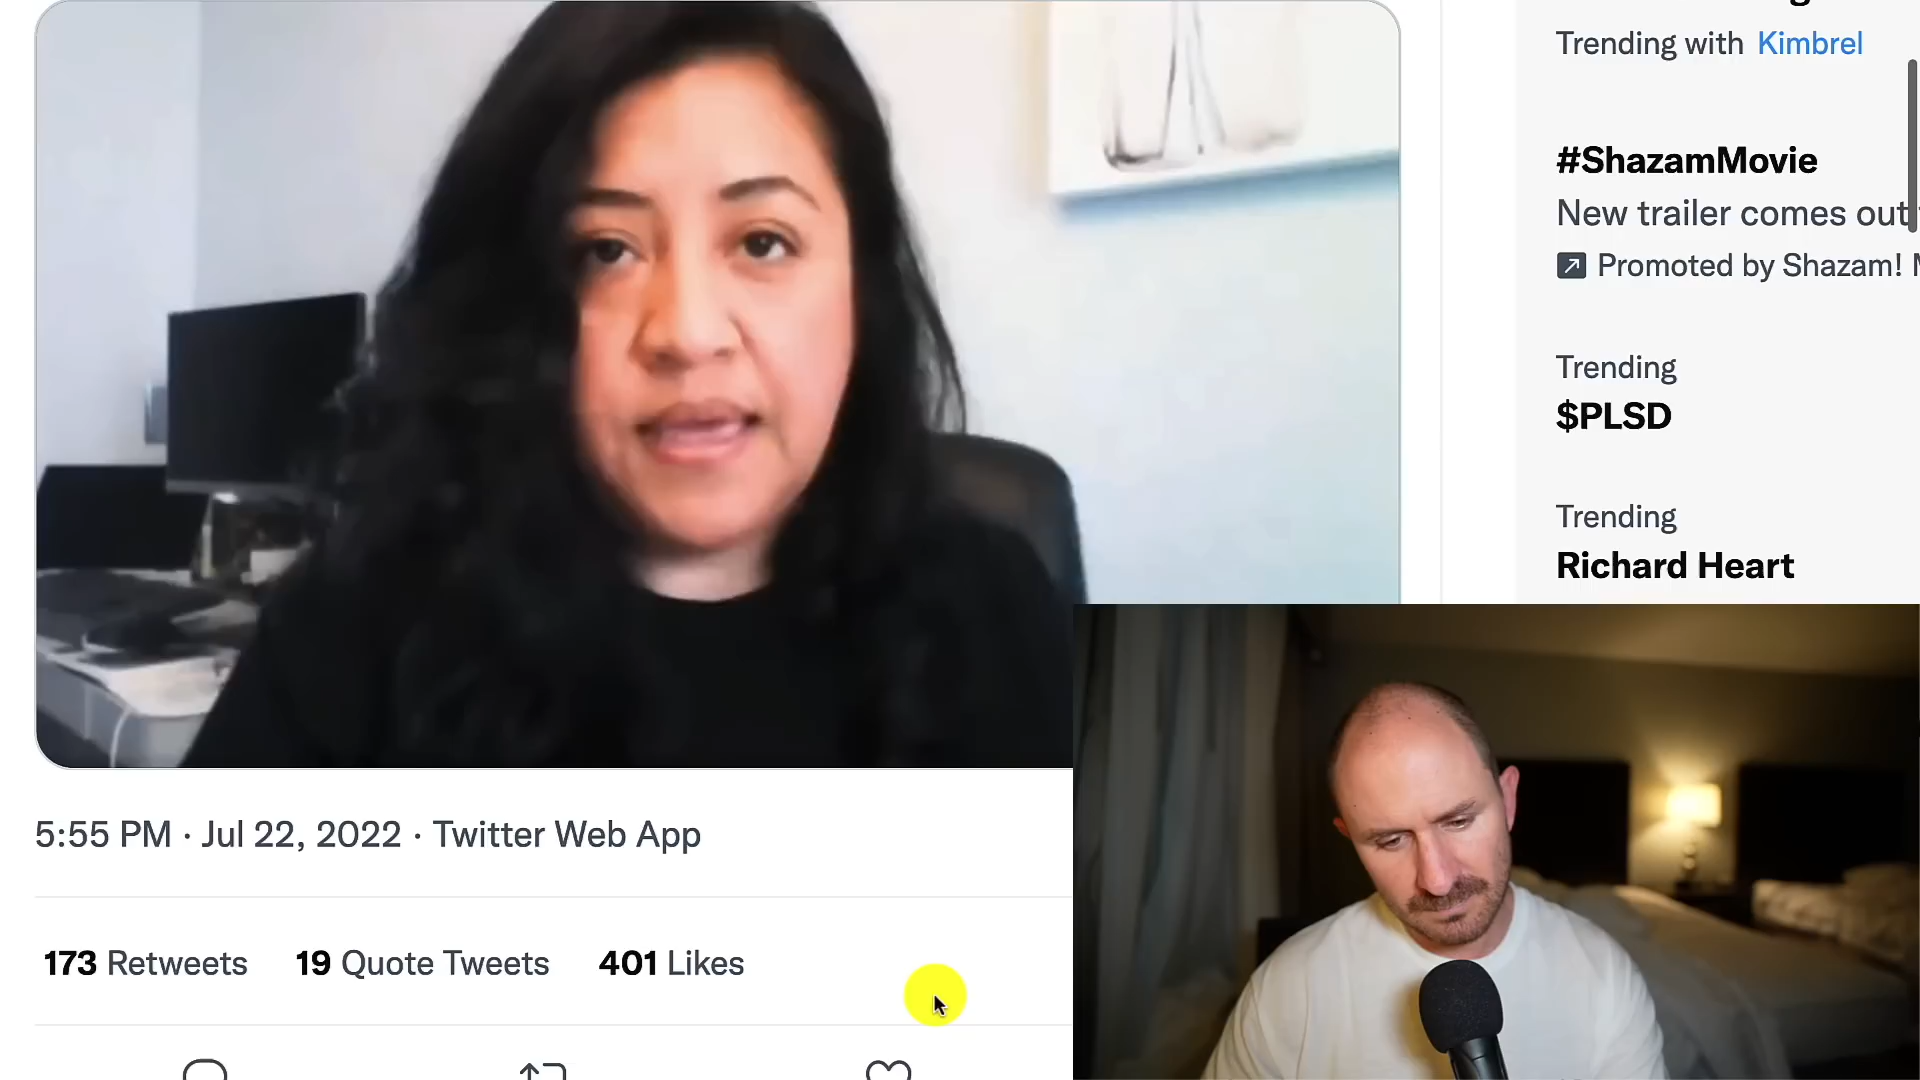 Trending with Kimbrel
#ShazamMovie
New trailer comes out
Promoted by Shazam!
Trending
$PLSD
Trending
Richard Heart
5:55 PM · Jul 22, 2022 · Twitter Web App
173 Retweets 19 Quote Tweets 401 Likes